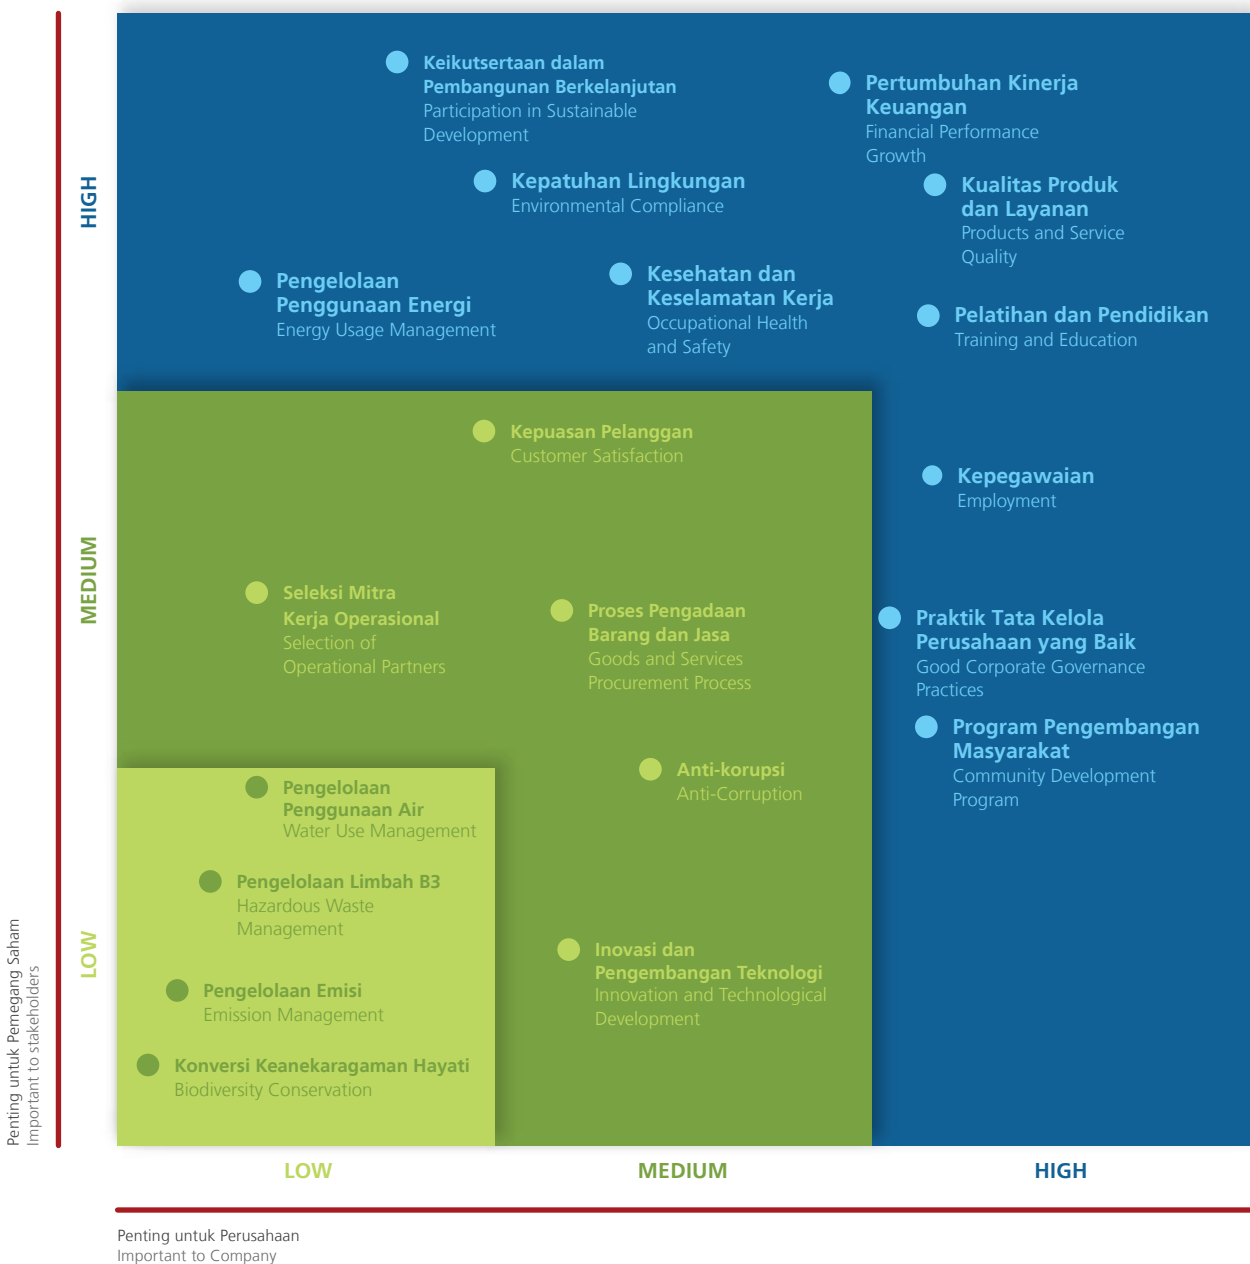 Keikutsertaan dalam
Pembangunan Berkelanjutan
Participation in Sustainable
Development
Pertumbuhan Kinerja
Keuangan
Financial Performance
Growth
Kepatuhan Lingkungan
Environmental Compliance
Kualitas Produk
dan Layanan
Products and Service
Quality
HIGH
Pengelolaan
Penggunaan Energi
Energy Usage Management
Kesehatan dan
Keselamatan Kerja
Occupational Health
and Safety
Pelatihan dan Pendidikan
Training and Education
Kepuasan Pelanggan
Customer Satisfaction
Kepegawaian
Employment
MEDIUM
Seleksi Mitra
Kerja Operasional
Selection of
Operational Partners
Proses Pengadaan
Barang dan Jasa
Goods and Services
Procurement Process
Praktik Tata Kelola
Perusahaan yang Baik
Good Corporate Governance
Practices
Program Pengembangan
Masyarakat
Community Development
Program
Anti-korupsi
Anti-Corruption
Pengelolaan
Penggunaan Air
Water Use Management
Pengelolaan Limbah B3
Hazardous Waste
Management
LOW
Inovasi dan
Pengembangan Teknologi
Innovation and Technological
Development
Pengelolaan Emisi
Emission Management
Konversi Keanekaragaman Hayati
Biodiversity Conservation
Penting untuk Pemegang Saham
Important to stakeholders
LOW
MEDIUM
HIGH
Penting untuk Perusahaan
Important to Company